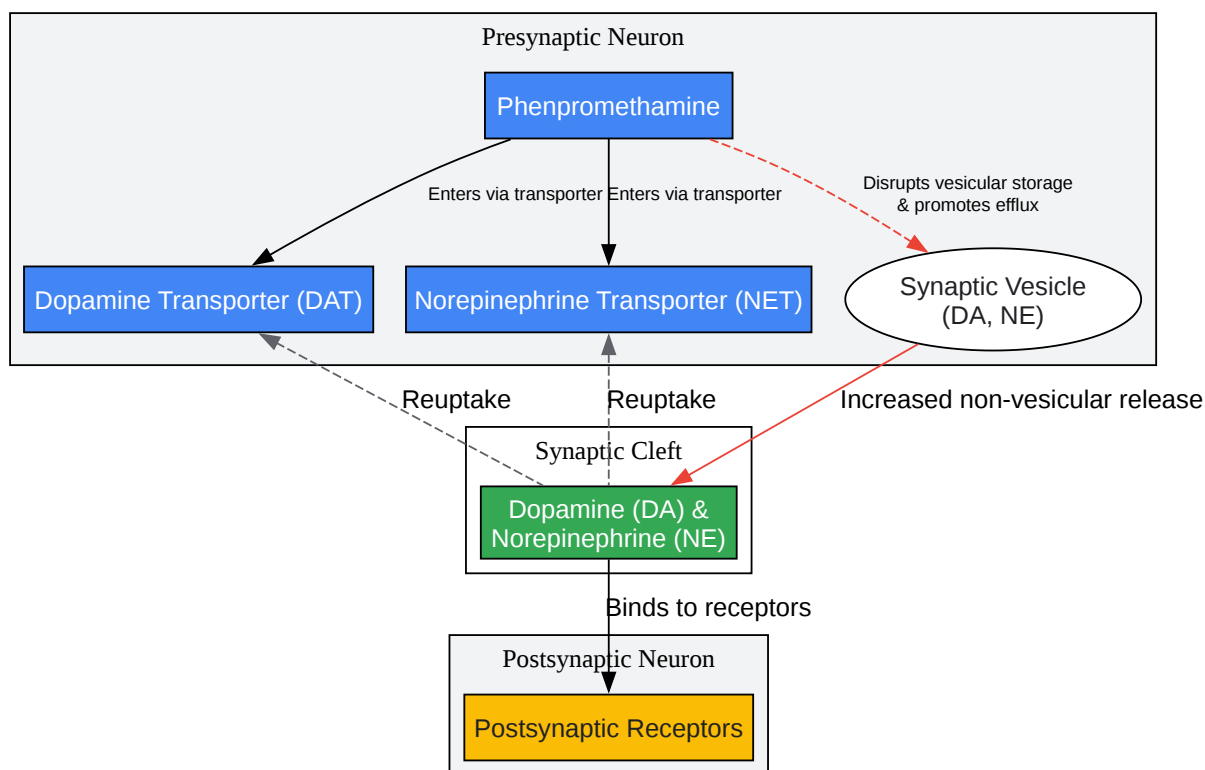 Presynaptic Neuron
Phenpromethamine
Enters via transporter
Enters via transporter
Disrupts vesicular storage
& promotes efflux
Dopamine Transporter (DAT)
Norepinephrine Transporter (NET)
Synaptic Vesicle
(DA, NE)
Reuptake
Reuptake
Increased non-vesicular release
Synaptic Cleft
Dopamine (DA) &
Norepinephrine (NE)
Binds to receptors
Postsynaptic Neuron
Postsynaptic Receptors